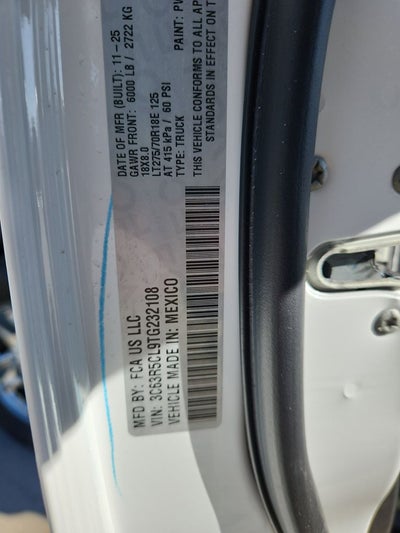 MFD BY: FCA US LLC
DATE OF MFR (BUILT): 11-25
GAWR FRONT: 6000 LB / 2722 KG
18X8.0
LT275/70R18E 125
AT 415 kPa / 60 PSI
TYPE: TRUCK
PAINT:
THIS VEHICLE CONFORMS TO ALL
STANDARDS IN EFFECT ON
VIN: 3C63R5CL9TG232108
VEHICLE MADE IN: MEXICO